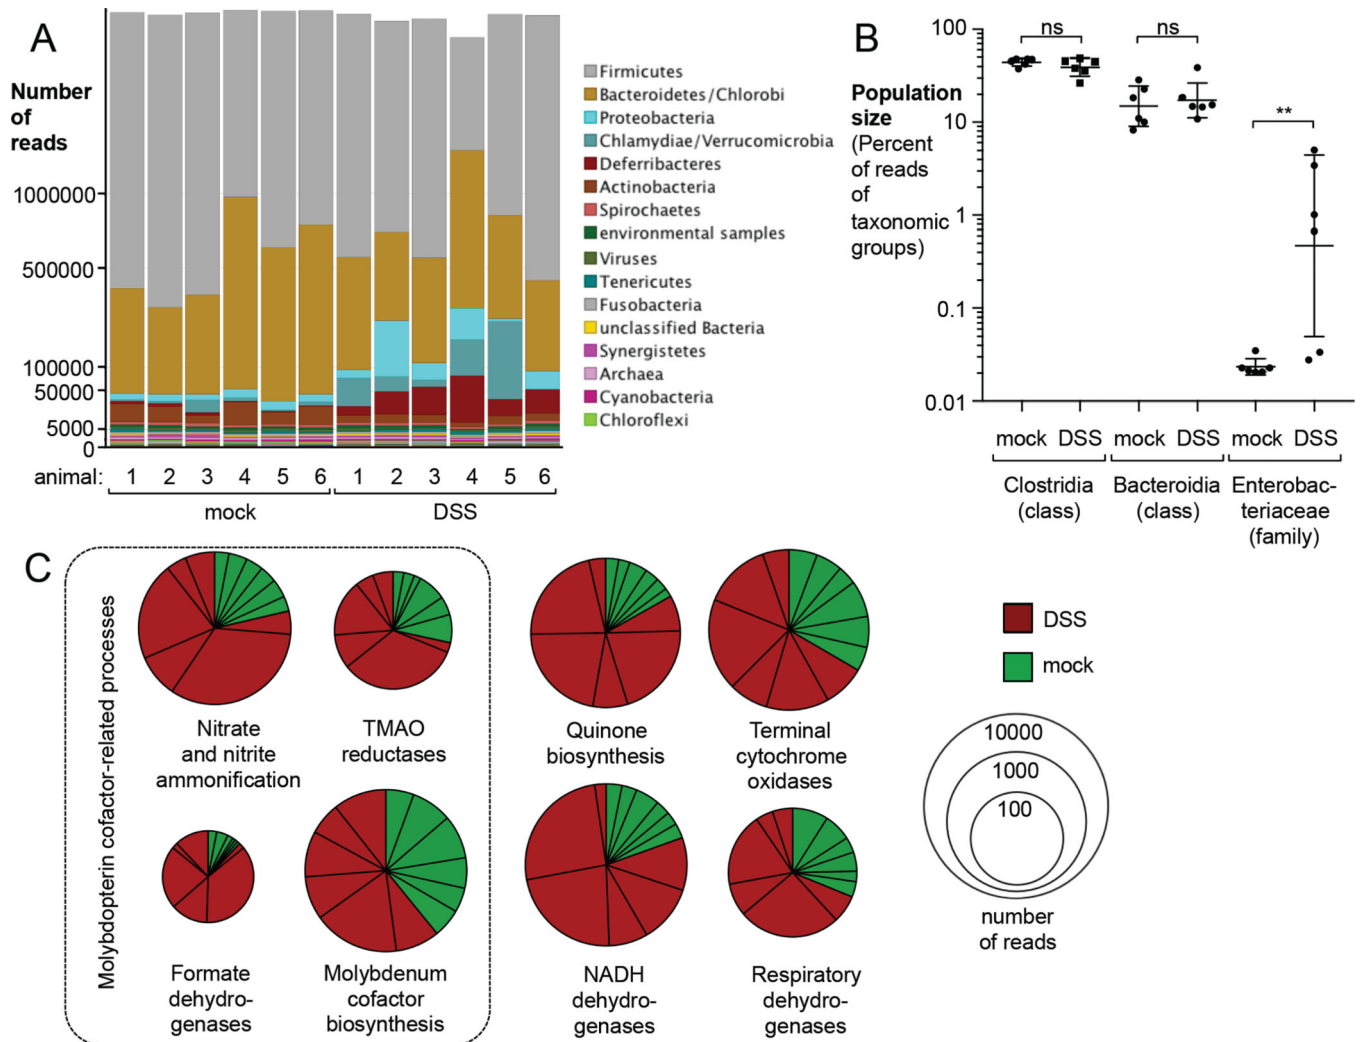 A
Number
of
reads
1000000
500000
100000
50000
5000
0
animal: 1 2 3 4 5 6 1 2 3 4 5 6
mock DSS
Firmicutes
Bacteroidetes/Chlorobi
Proteobacteria
Chlamydiae/Verrucomicrobia
Deferribacteres
Actinobacteria
Spirochaetes
environmental samples
Viruses
Tenericutes
Fusobacteria
unclassified Bacteria
Synergistetes
Archaea
Cyanobacteria
Chloroflexi
B
Population
size
(Percent
of reads
of
taxonomic
groups)
100
10
1
0.1
0.01
ns ns **
mock DSS mock DSS mock DSS
Clostridia
(class)
Bacteroidia
(class)
Enterobac-
teriaceae
(family)
C
Molybdopterin cofactor-related processes
Nitrate
and nitrite
ammonification
TMAO
reductases
Quinone
biosynthesis
Terminal
cytochrome
oxidases
Formate
dehydro-
genases
Molybdenum
cofactor
biosynthesis
NADH
dehydro-
genases
Respiratory
dehydro-
genases
DSS
mock
10000
1000
100
number
of reads